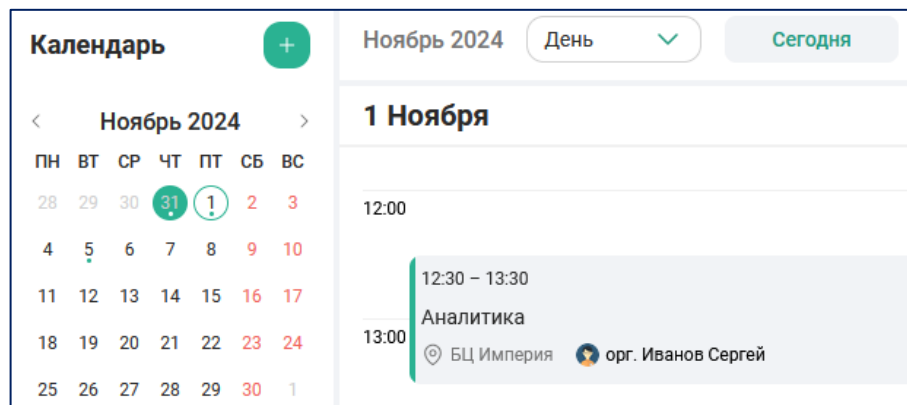 Календарь
+
Ноябрь 2024
ПН ВТ СР ЧТ ПТ СБ ВС
28 29 30 31 1 2 3
4 5 6 7 8 9 10
11 12 13 14 15 16 17
18 19 20 21 22 23 24
25 26 27 28 29 30 1
Ноябрь 2024 День Сегодня
1 Ноября
12:00
12:30 – 13:30
Аналитика
13:00
БЦ Империя орг. Иванов Сергей